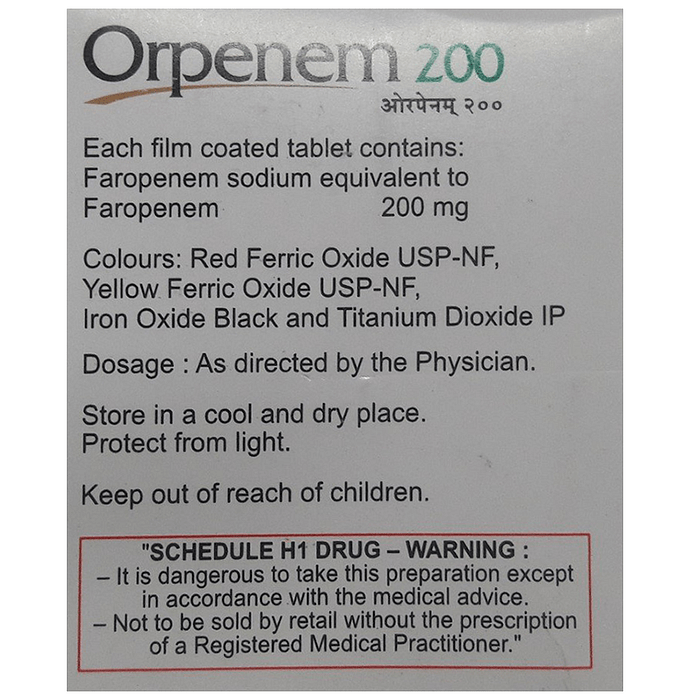 Orpenem 200
ओरपेनम् २००
Each film coated tablet contains:
Faropenem sodium equivalent to
Faropenem 200 mg
Colours: Red Ferric Oxide USP-NF,
Yellow Ferric Oxide USP-NF,
Iron Oxide Black and Titanium Dioxide IP
Dosage : As directed by the Physician.
Store in a cool and dry place.
Protect from light.
Keep out of reach of children.
"SCHEDULE H1 DRUG – WARNING :
– It is dangerous to take this preparation except
in accordance with the medical advice.
– Not to be sold by retail without the prescription
of a Registered Medical Practitioner."